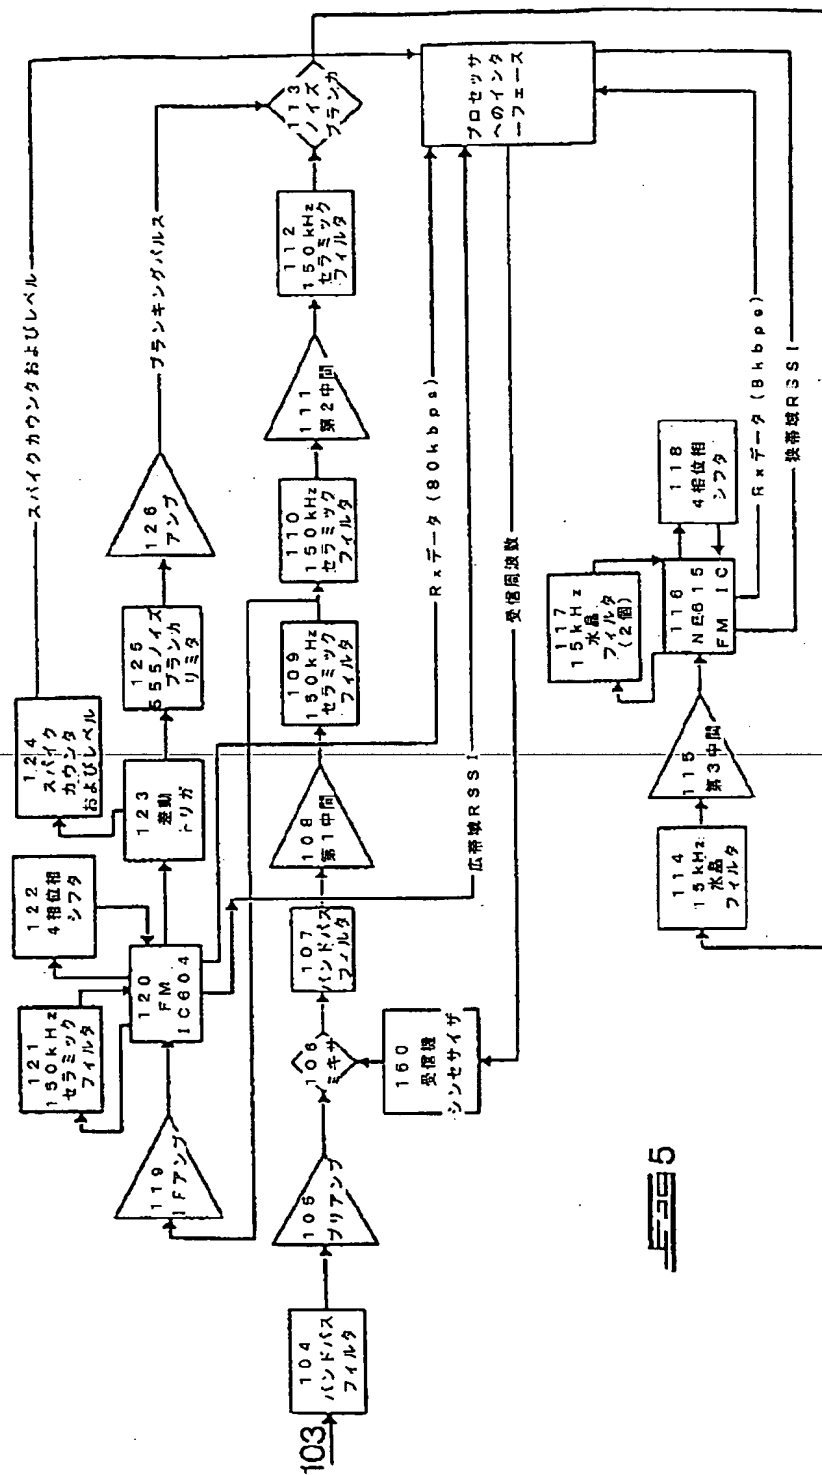 103
104
バンドパス
フィルタ
105
プリアンプ
106
ミキサ
160
受信機
シンセサイザ
107
バンドパス
フィルタ
108
第1中間
109
150kHz
セラミック
フィルタ
110
150kHz
セラミック
フィルタ
111
第2中間
112
150kHz
セラミック
フィルタ
113
ノイズ
ブランカ
119
IFアンプ
120
FM
IC604
121
150kHz
セラミック
フィルタ
122
4相位相
シフタ
123
差動
トリガ
124
スパイク
カウンタ
およびレベル
125
555ノイズ
ブランカ
リミタ
126
アンプ
ブランキングパルス
スパイクカウンタおよびレベル
プロセッサ
へのインタ
ーフェース
Rxデータ(80kbps)
広帯域RSSI
受信周波数
114
15kHz
水晶
フィルタ
115
第3中間
116
NE615
FM IC
117
15kHz
水晶
フィルタ
(2個)
118
4相位相
シフタ
Rxデータ(8kbps)
狭帯域RSSI
5